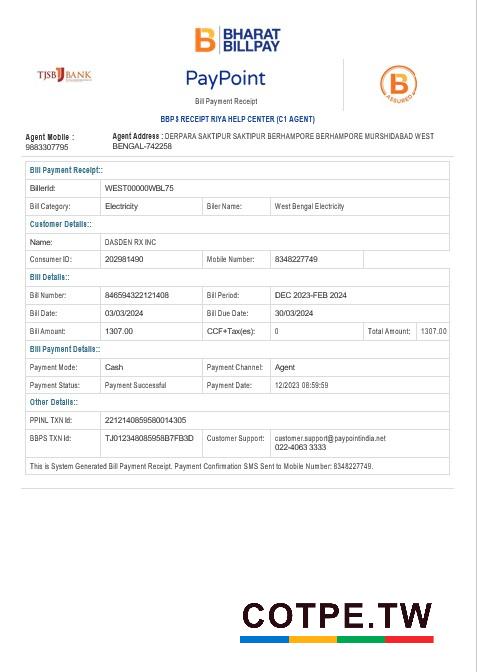 BHARAT
BILLPAY
TJSB BANK
PayPoint
Bill Payment Receipt
B ASSURED
BBPS RECEIPT RIYA HELP CENTER (C1 AGENT)
Agent Mobile : 9883307795
Agent Address : DERPARA SAKTIPUR SAKTIPUR BERHAMPORE BERHAMPORE MURSHIDABAD WEST
BENGAL-742258
Bill Payment Receipt::
BillerId: WEST00000WBL75
Bill Category: Electricity Biler Name: West Bengal Electricity
Customer Details::
Name: DASDEN RX INC
Consumer ID: 202981490 Mobile Number: 8348227749
Bill Details::
Bill Number: 846594322121408 Bill Period: DEC 2023-FEB 2024
Bill Date: 03/03/2024 Bill Due Date: 30/03/2024
Bill Amount: 1307.00 CCF+Tax(es): 0 Total Amount: 1307.00
Bill Payment Details::
Payment Mode: Cash Payment Channel: Agent
Payment Status: Payment Successful Payment Date: 12/2023 08:59:59
Other Details::
PPINL TXN Id: 2212140859580014305
BBPS TXN Id: TJ012348085958B7FB3D Customer Support: customer.support@paypointindia.net
022-4063 3333
This is System Generated Bill Payment Receipt. Payment Confirmation SMS Sent to Mobile Number: 8348227749.
COTPE.TW